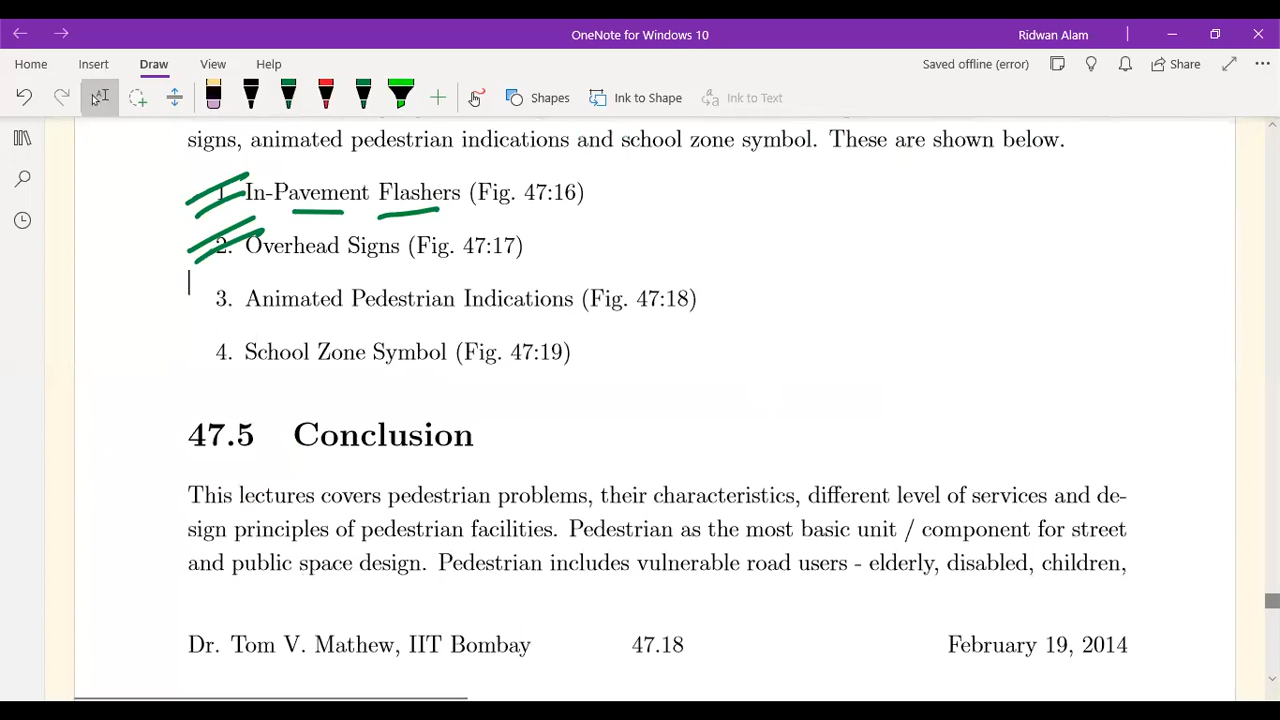 OneNote for Windows 10
Ridwan Alam
Home Insert Draw View Help
Saved offline (error) Share
Shapes Ink to Shape Ink to Text
signs, animated pedestrian indications and school zone symbol. These are shown below.
1. In-Pavement Flashers (Fig. 47:16)
2. Overhead Signs (Fig. 47:17)
3. Animated Pedestrian Indications (Fig. 47:18)
4. School Zone Symbol (Fig. 47:19)
47.5 Conclusion
This lectures covers pedestrian problems, their characteristics, different level of services and de-
sign principles of pedestrian facilities. Pedestrian as the most basic unit / component for street
and public space design. Pedestrian includes vulnerable road users - elderly, disabled, children,
Dr. Tom V. Mathew, IIT Bombay 47.18 February 19, 2014